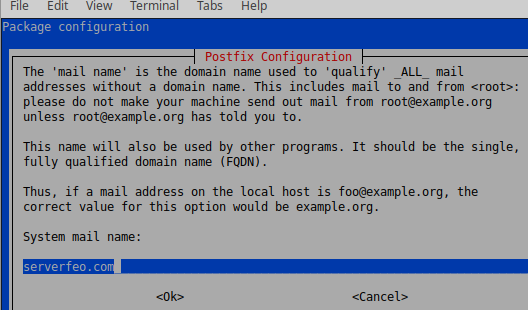 Edit View Terminal Tabs Help
Package configuration
Postfix Configuration
The 'mail name' is the domain name used to 'qualify' _ALL_ mail
addresses without a domain name. This includes mail to and from <root>:
please do not make your machine send out mail from root@example.org
unless root@example.org has told you to.
This name will also be used by other programs. It should be the single,
fully qualified domain name (FQDN).
Thus, if a mail address on the local host is foo@example.org, the
correct value for this option would be example.org.
System mail name:
serverfeo.com
<Ok> <Cancel>